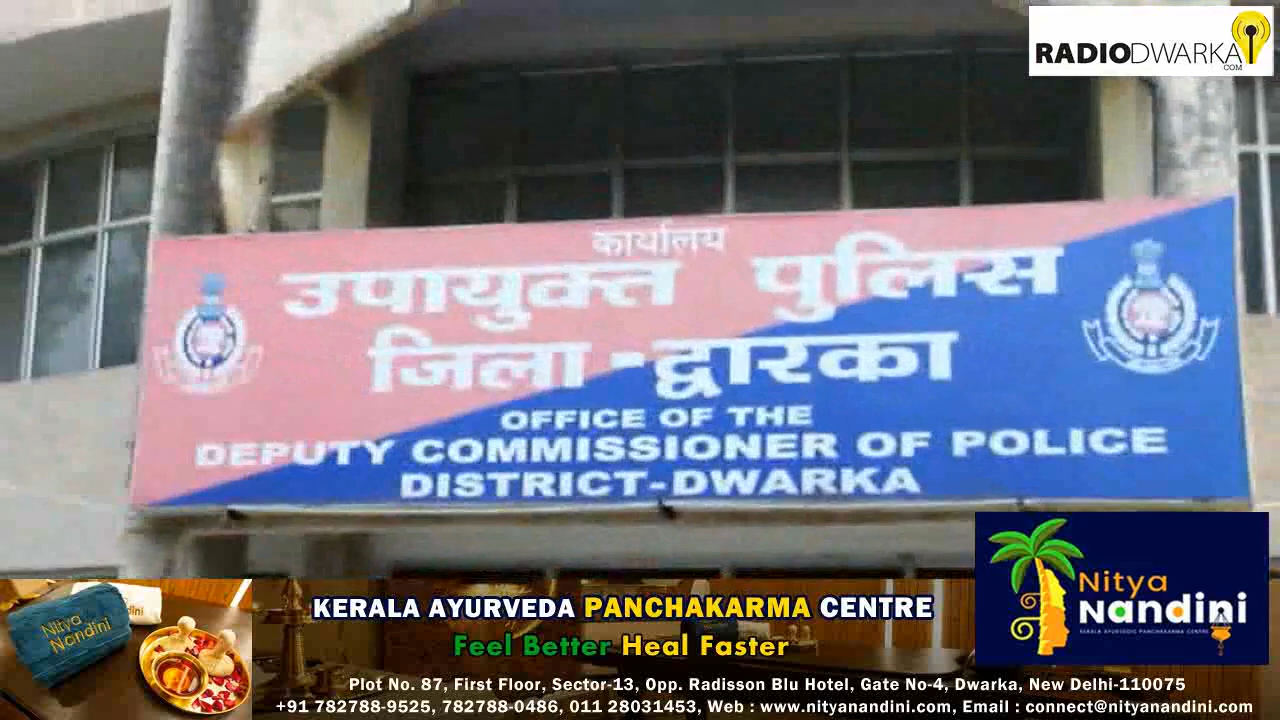 RADIODWARKA
.COM
कार्यालय
उपायुक्त पुलिस
जिला - द्वारका
OFFICE OF THE
DEPUTY COMMISSIONER OF POLICE
DISTRICT-DWARKA
Nitya
Nandini
KERALA AYURVEDIC PANCHAKARMA CENTRE
Nitya
Nandini
KERALA AYURVEDA PANCHAKARMA CENTRE
Feel Better Heal Faster
Plot No. 87, First Floor, Sector-13, Opp. Radisson Blu Hotel, Gate No-4, Dwarka, New Delhi-110075
+91 782788-9525, 782788-0486, 011 28031453, Web : www.nityanandini.com, Email : connect@nityanandini.com